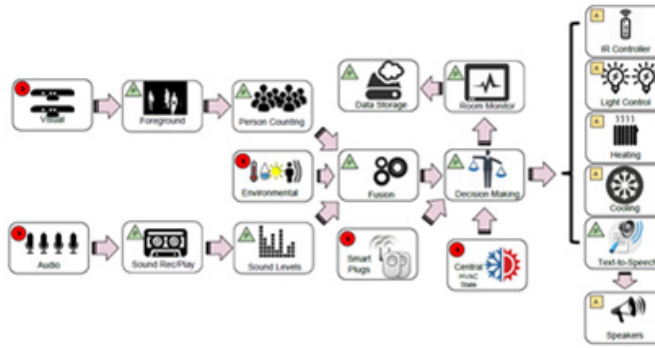 IR Controller
Light Control
Heating
Cooling
Text-to-Speech
Speakers
Visual
Foreground
Person Counting
Data Storage
Room Monitor
Environmental
Fusion
Decision Making
Audio
Sound Rec/Play
Sound Levels
Smart
Plugs
Central
HVAC
State